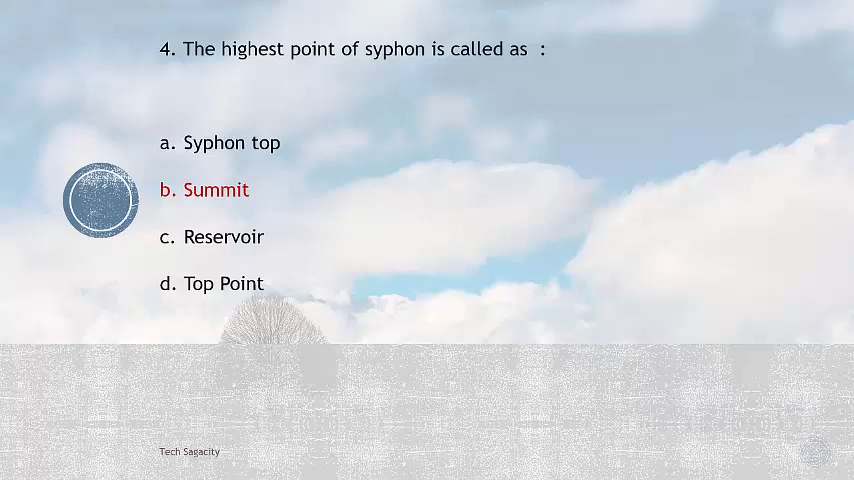 4. The highest point of syphon is called as :
a. Syphon top
b. Summit
c. Reservoir
d. Top Point
Tech Sagacity